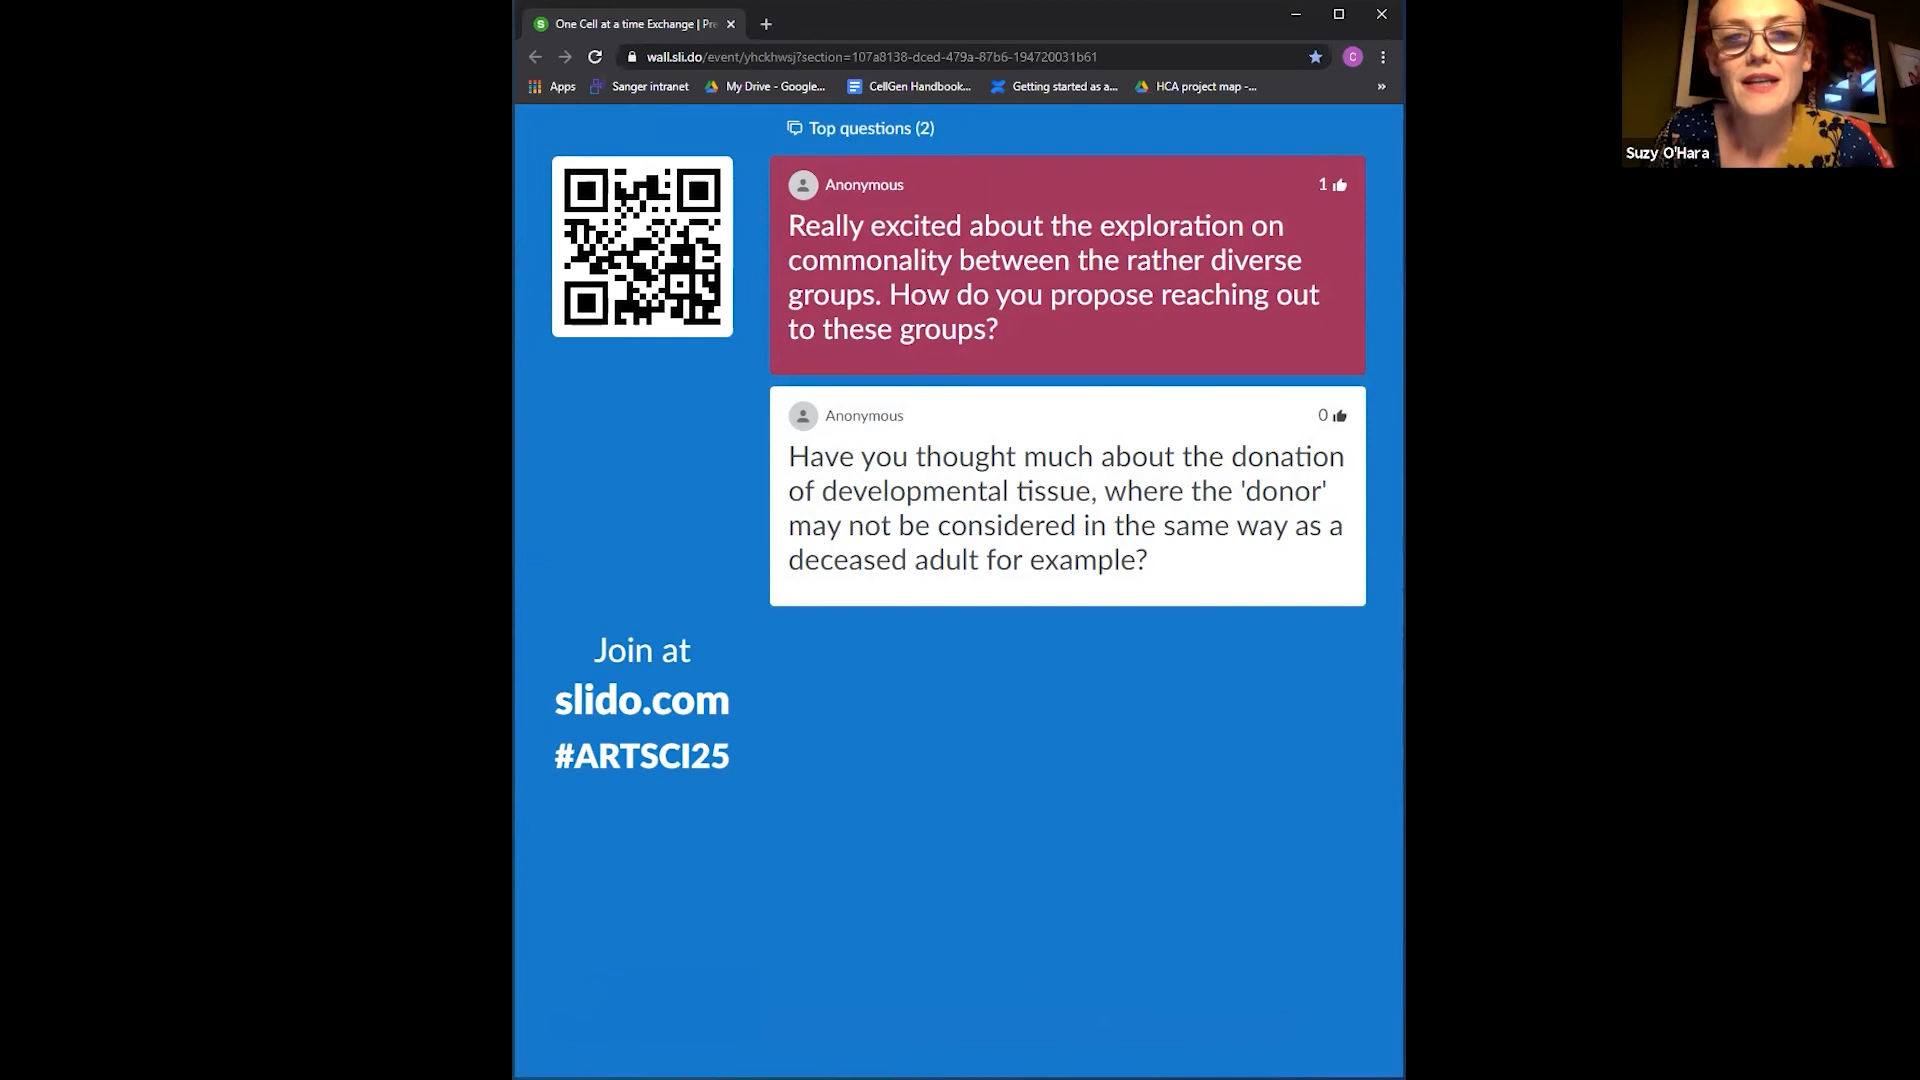 One Cell at a time Exchange | Pre
wall.sli.do/event/yhckhwsj?section=107a8138-dced-479a-87b6-194720031b61
Apps
Sanger intranet
My Drive - Google...
CellGen Handbook...
Getting started as a...
HCA project map -...
»
C
Suzy O'Hara
Top questions (2)
Anonymous
1
Really excited about the exploration on
commonality between the rather diverse
groups. How do you propose reaching out
to these groups?
Anonymous
0
Have you thought much about the donation
of developmental tissue, where the 'donor'
may not be considered in the same way as a
deceased adult for example?
Join at
slido.com
#ARTSCI25